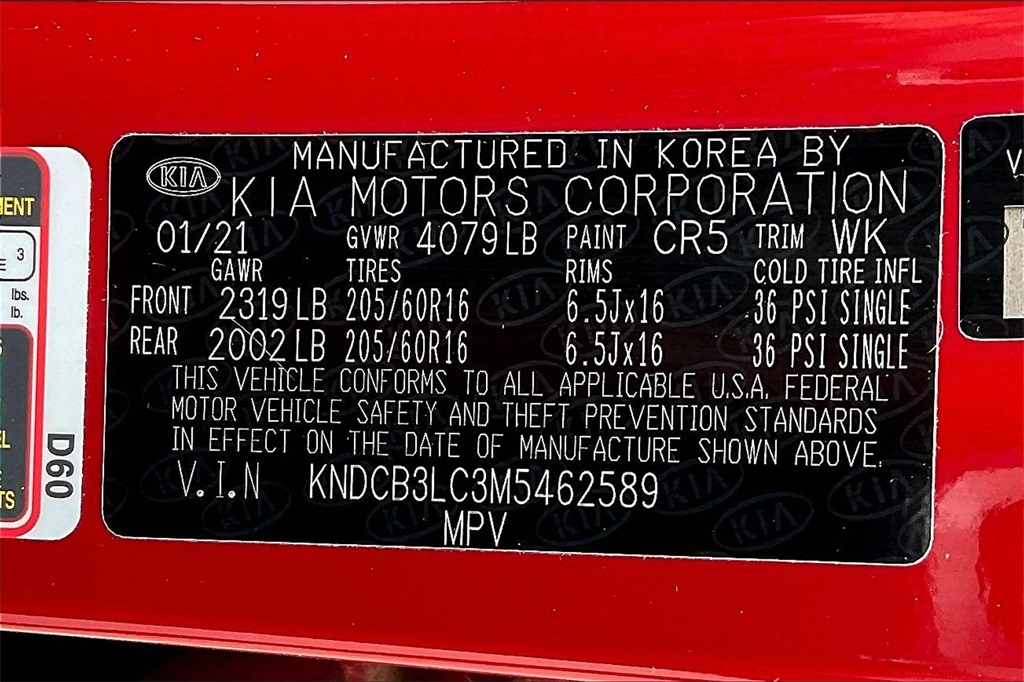 MANUFACTURED IN KOREA BY
KIA
KIA MOTORS CORPORATION
01/21 GVWR 4079LB PAINT CR5 TRIM WK
GAWR TIRES RIMS COLD TIRE INFL
FRONT 2319LB 205/60R16 6.5Jx16 36 PSI SINGLE
REAR 2002LB 205/60R16 6.5Jx16 36 PSI SINGLE
THIS VEHICLE CONFORMS TO ALL APPLICABLE U.S.A. FEDERAL
MOTOR VEHICLE SAFETY AND THEFT PREVENTION STANDARDS
IN EFFECT ON THE DATE OF MANUFACTURE SHOWN ABOVE.
V.I.N KNDCB3LC3M5462589
MPV
3
lbs.
lb.
D60